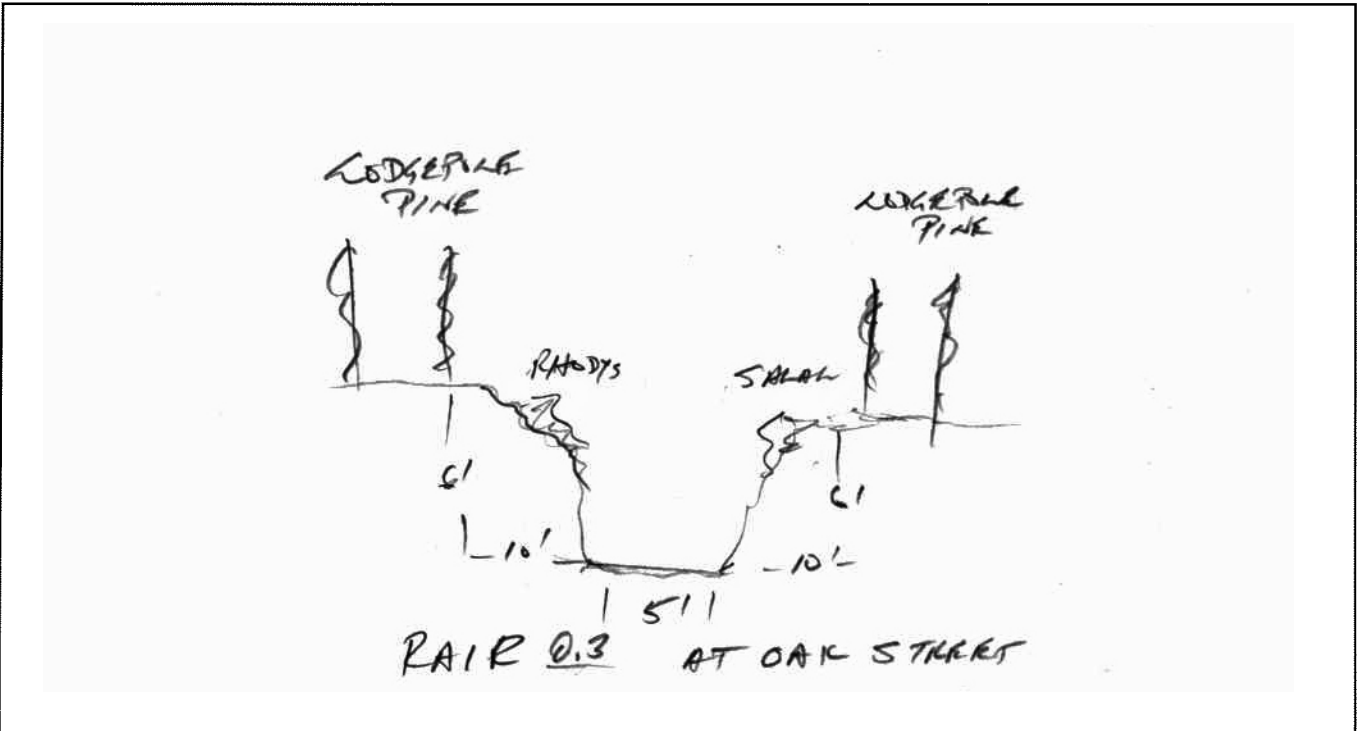 LODGEPOLE
PINE
LODGEPOLE
PINE
RHODYS
SALAL
6'
6'
10'
-10'-
5'
RAIR 0.3 AT OAK STREET